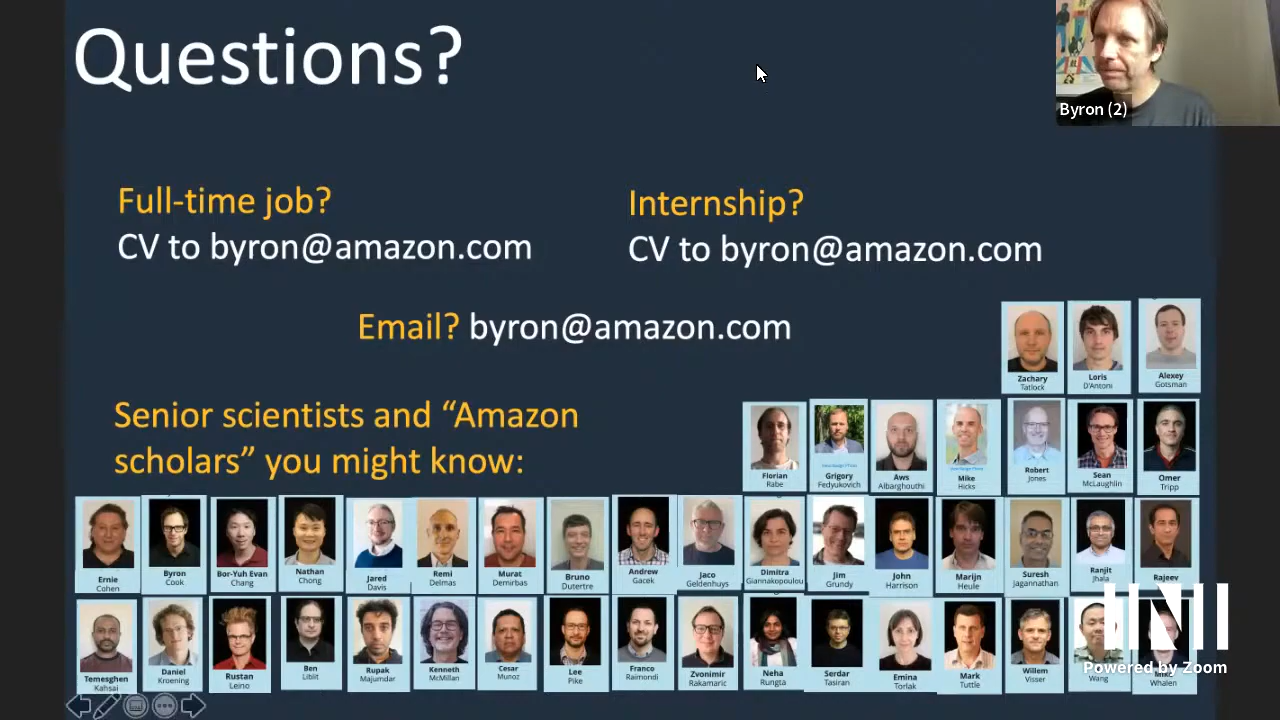 Questions?
Byron (2)
Full-time job?
CV to byron@amazon.com
Internship?
CV to byron@amazon.com
Email? byron@amazon.com
Senior scientists and “Amazon
scholars” you might know:
Zachary
Tatlock
Loris
D'Antoni
Alexey
Gotsman
Florian
Rabe
Grigory
Fedyukovich
Aws
Albarghouthi
Mike
Hicks
Robert
Jones
Sean
McLaughlin
Omer
Tripp
Ernie
Cohen
Byron
Cook
Bor-Yuh Evan
Chang
Nathan
Chong
Jared
Davis
Remi
Delmas
Murat
Demirbas
Bruno
Dutertre
Andrew
Gacek
Jaco
Geldenhuys
Dimitra
Giannakopoulou
Jim
Grundy
John
Harrison
Marijn
Heule
Suresh
Jagannathan
Ranjit
Jhala
Rajeev
Temesghen
Kahsai
Daniel
Kroening
Rustan
Leino
Ben
Liblit
Rupak
Majumdar
Kenneth
McMillan
Cesar
Munoz
Lee
Pike
Franco
Raimondi
Zvonimir
Rakamaric
Neha
Rungta
Serdar
Tasiran
Emina
Torlak
Mark
Tuttle
Willem
Visser
Wang
Whalen
INI
Powered by Zoom